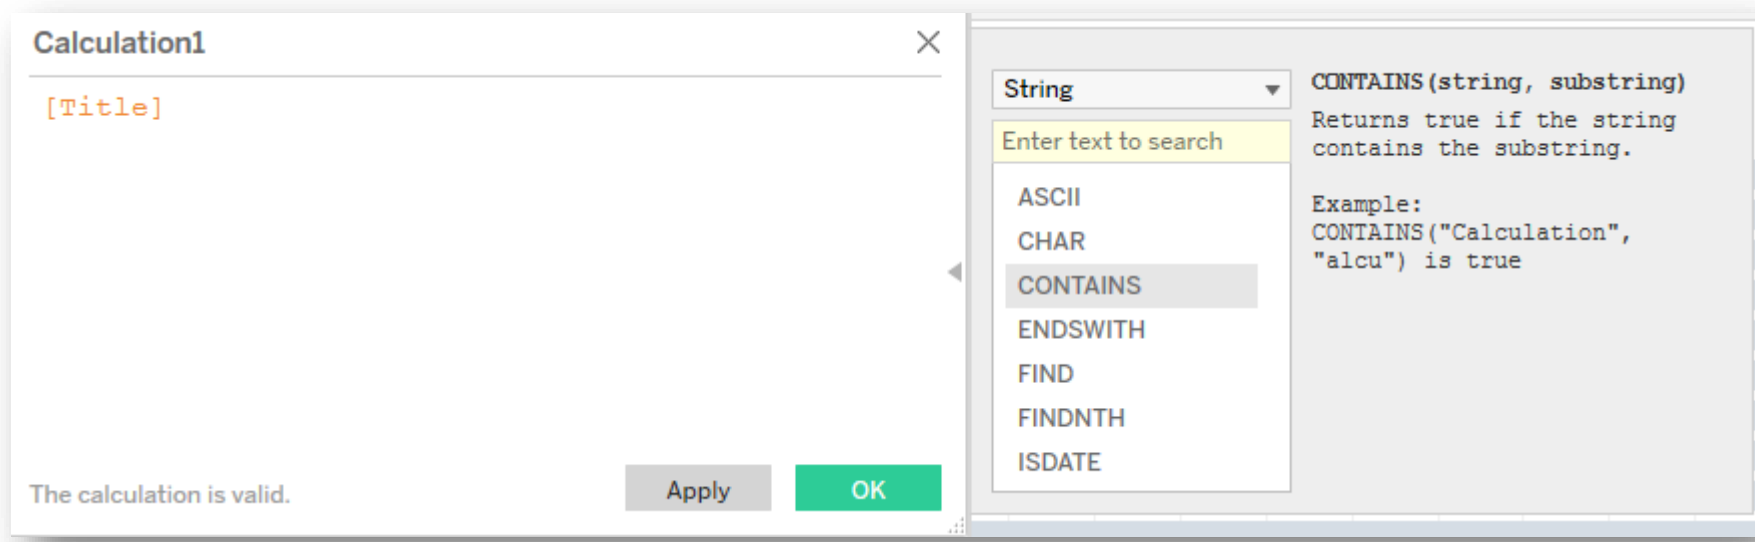 Calculation1
[Title]
The calculation is valid.
Apply
OK
String
Enter text to search
ASCII
CHAR
CONTAINS
ENDSWITH
FIND
FINDNTH
ISDATE
CONTAINS(string, substring)
Returns true if the string
contains the substring.
Example:
CONTAINS("Calculation",
"alcu") is true